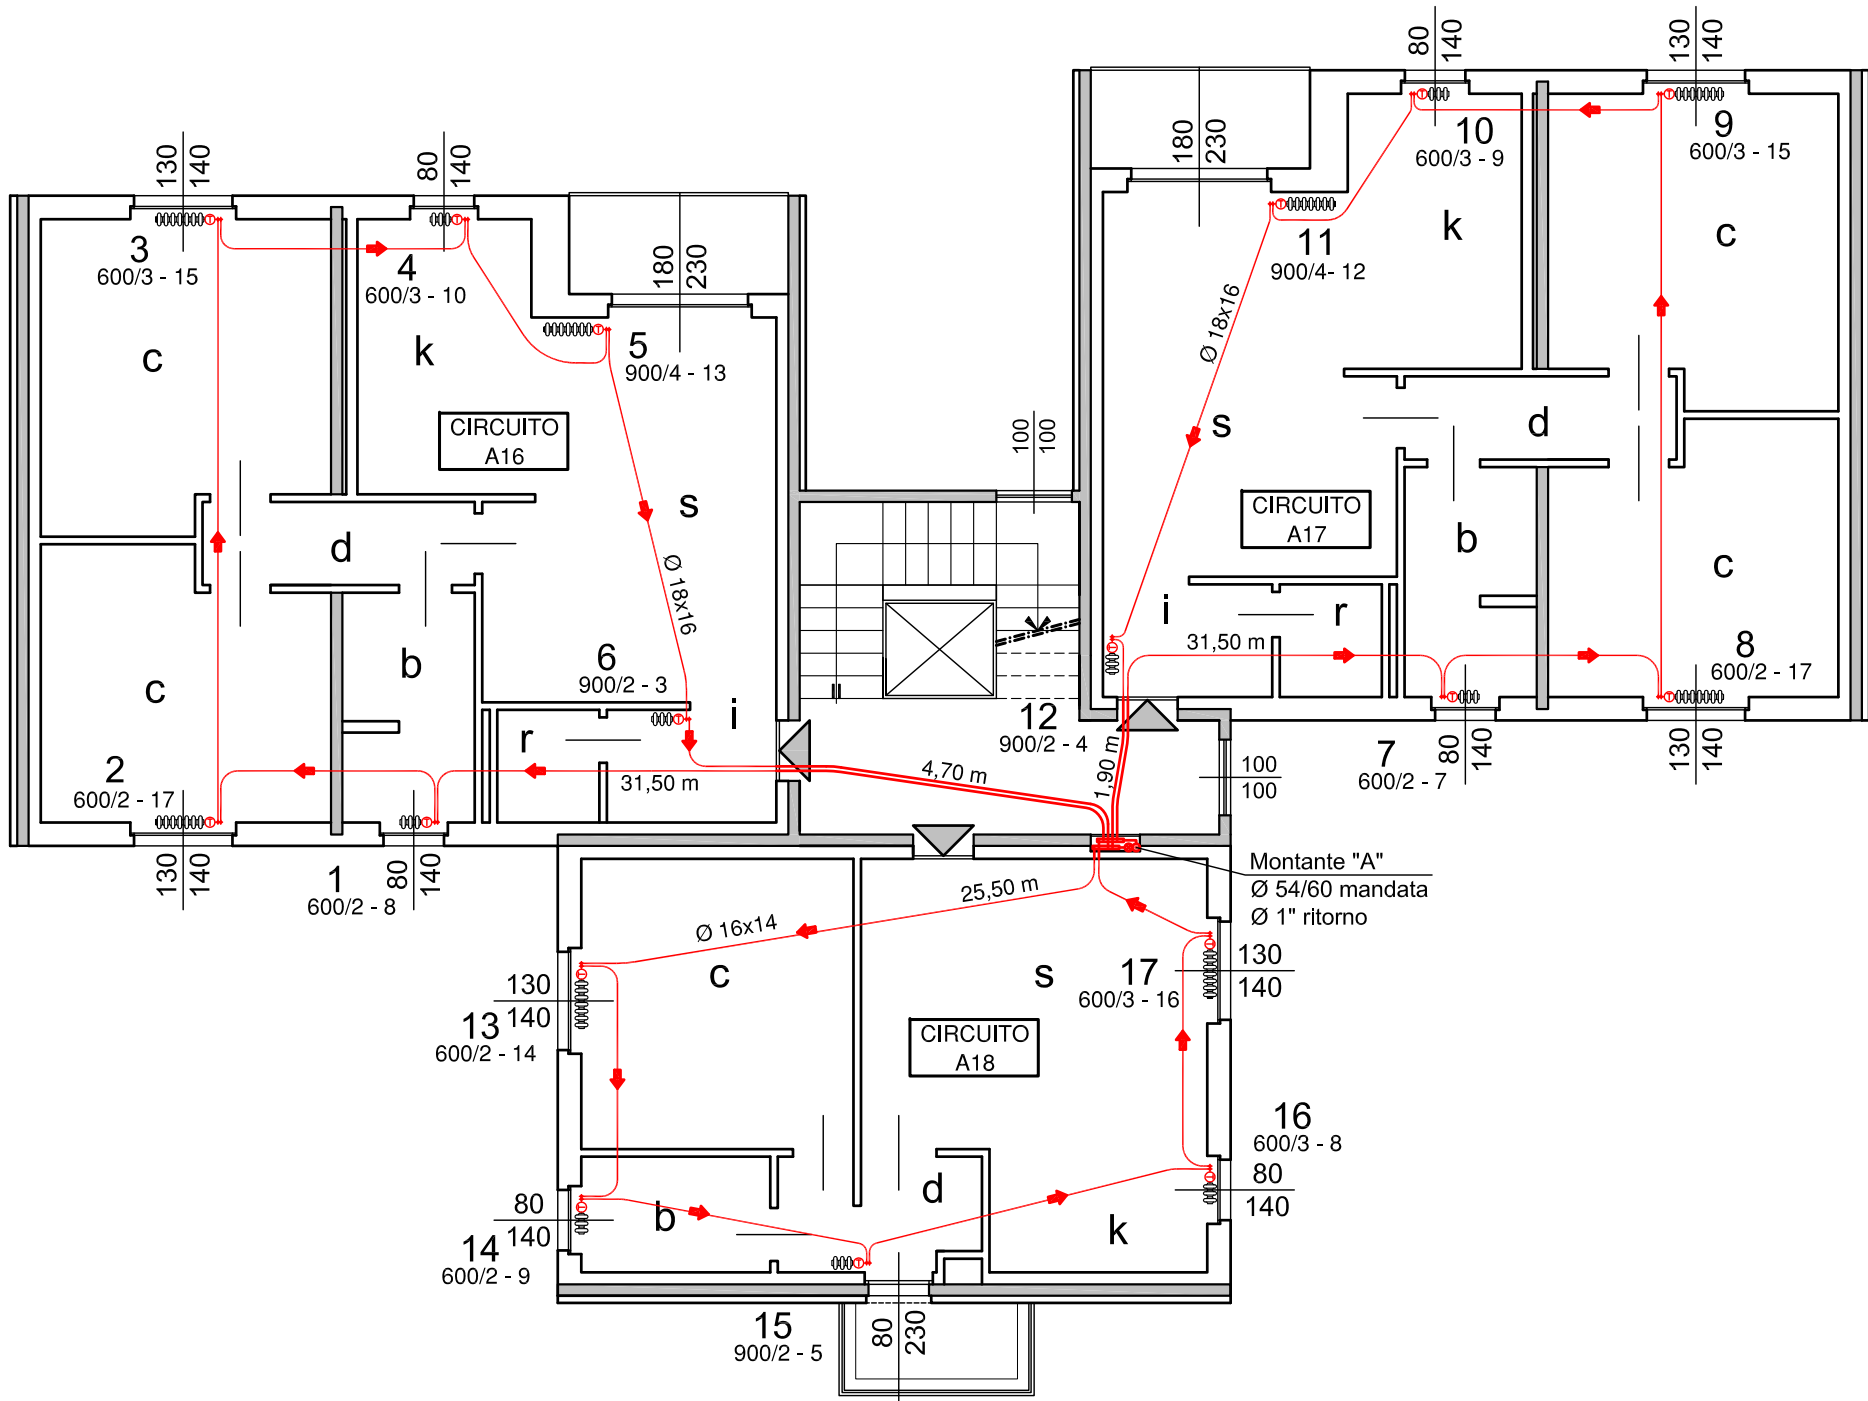 80
140
130
140
180
230
10
600/3 - 9
9
600/3 - 15
130
140
80
140
3
600/3 - 15
4
600/3 - 10
180
230
5
900/4 - 13
11
900/4- 12
k
c
c
k
Ø 18x16
CIRCUITO
A16
s
d
100
100
s
d
CIRCUITO
A17
b
c
Ø 18x16
i
r
31,50 m
8
600/2 - 17
c
b
6
900/2 - 3
i
r
31,50 m
12
900/2 - 4
4,70 m
1,90 m
100
100
7
600/2 - 7
80
140
130
140
2
600/2 - 17
130
140
1
600/2 - 8
80
140
Montante "A"
Ø 54/60 mandata
Ø 1" ritorno
25,50 m
Ø 16x14
c
s
17
600/3 - 16
130
140
130
140
13
600/2 - 14
CIRCUITO
A18
16
600/3 - 8
80
140
80
140
14
600/2 - 9
b
d
k
15
900/2 - 5
80
230